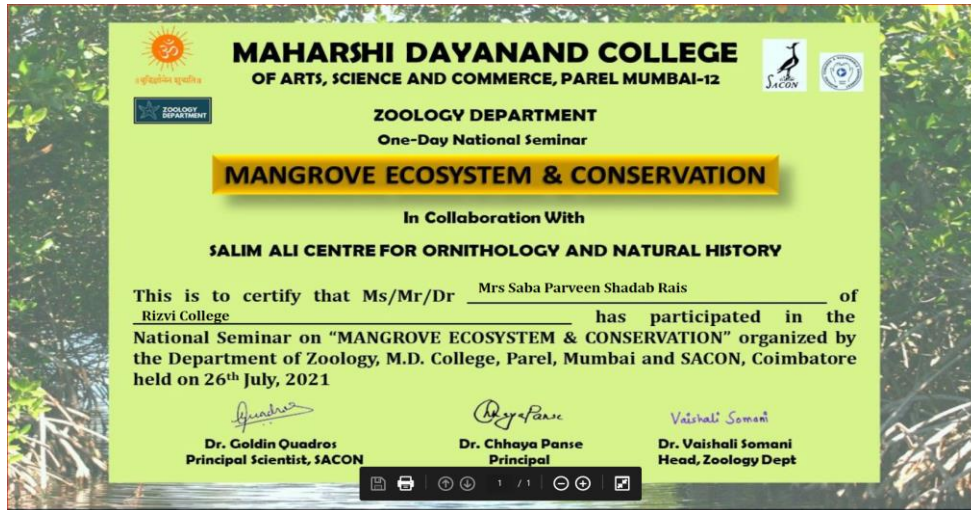 MAHARSHI DAYANAND COLLEGE
OF ARTS, SCIENCE AND COMMERCE, PAREL MUMBAI-12
SACON
ZOOLOGY
DEPARTMENT
ZOOLOGY DEPARTMENT
One-Day National Seminar
MANGROVE ECOSYSTEM & CONSERVATION
In Collaboration With
SALIM ALI CENTRE FOR ORNITHOLOGY AND NATURAL HISTORY
This is to certify that Ms/Mr/Dr Mrs Saba Parveen Shadab Rais of
Rizvi College has participated in the
National Seminar on “MANGROVE ECOSYSTEM & CONSERVATION” organized by
the Department of Zoology, M.D. College, Parel, Mumbai and SACON, Coimbatore
held on 26th July, 2021
Quadros
Vaishali Somani
Dr. Goldin Quadros Dr. Chhaya Panse Dr. Vaishali Somani
Principal Scientist, SACON Principal Head, Zoology Dept
1 / 1